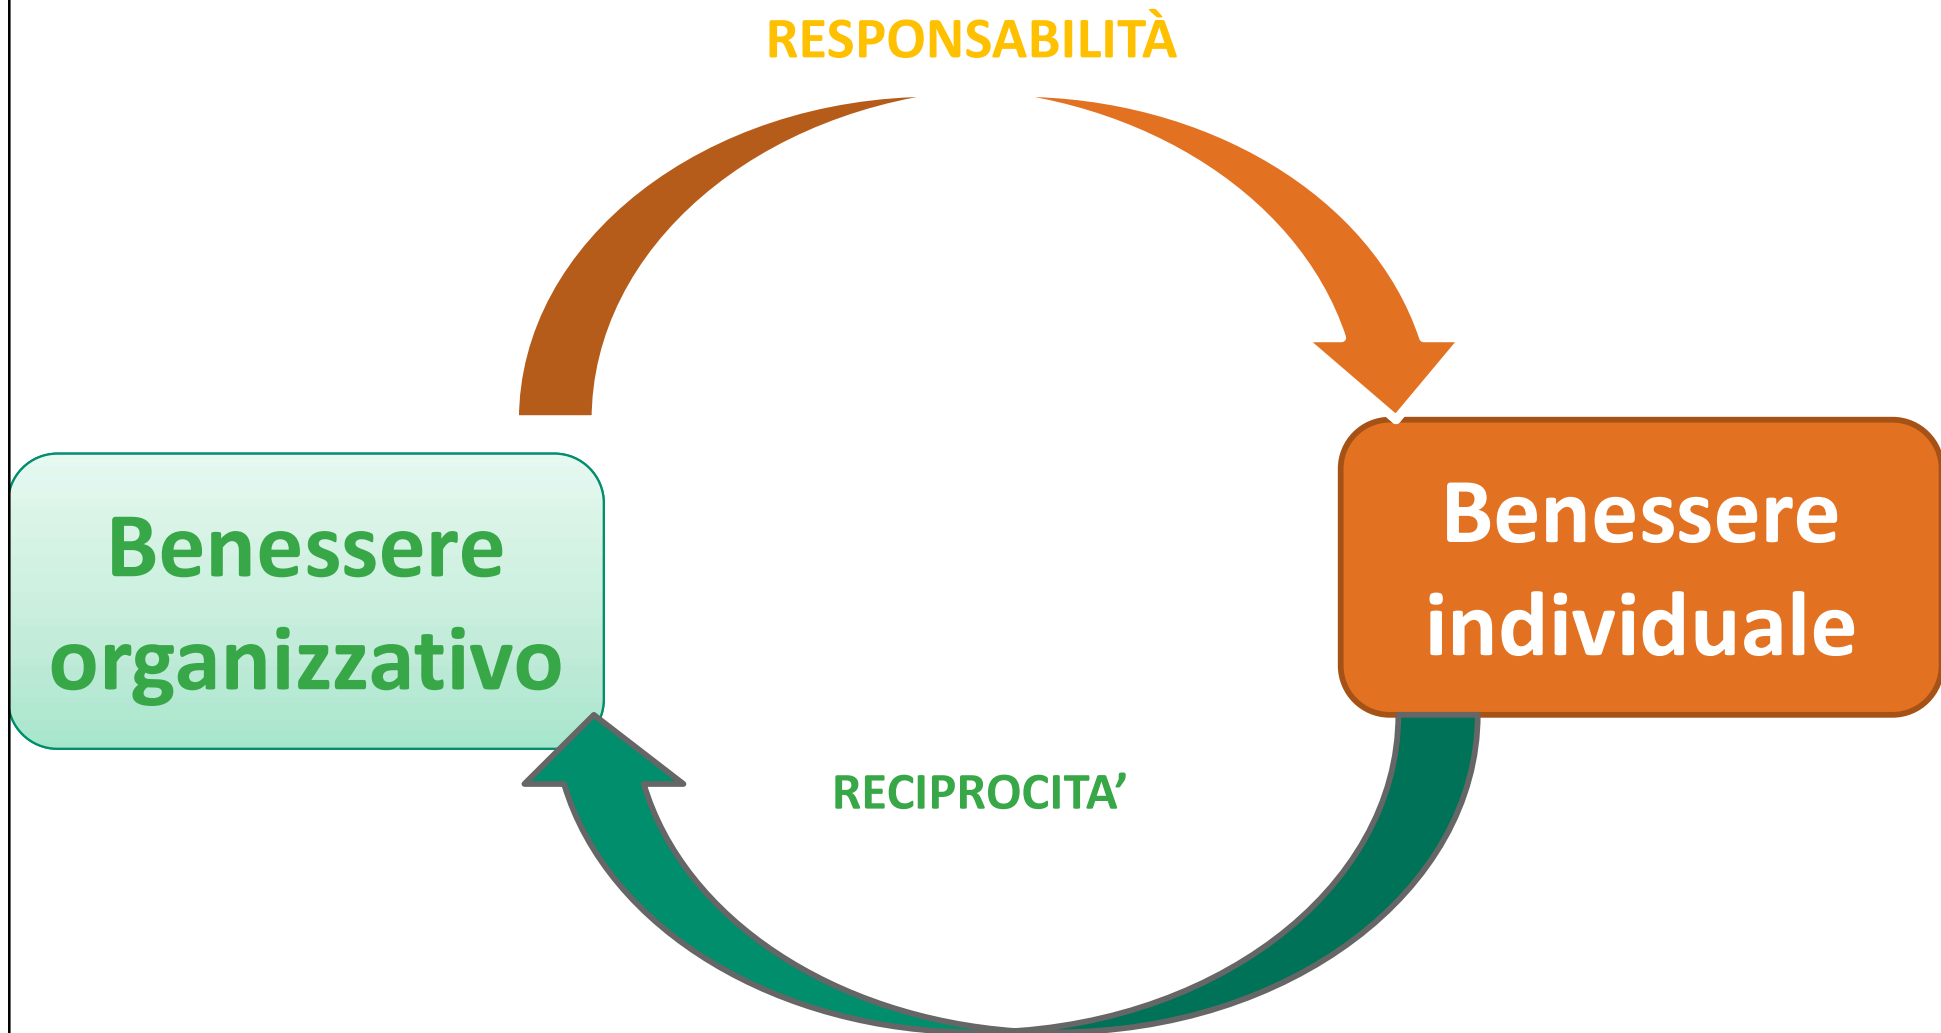 RESPONSABILITÀ
Benessere
organizzativo
Benessere
individuale
RECIPROCITA’